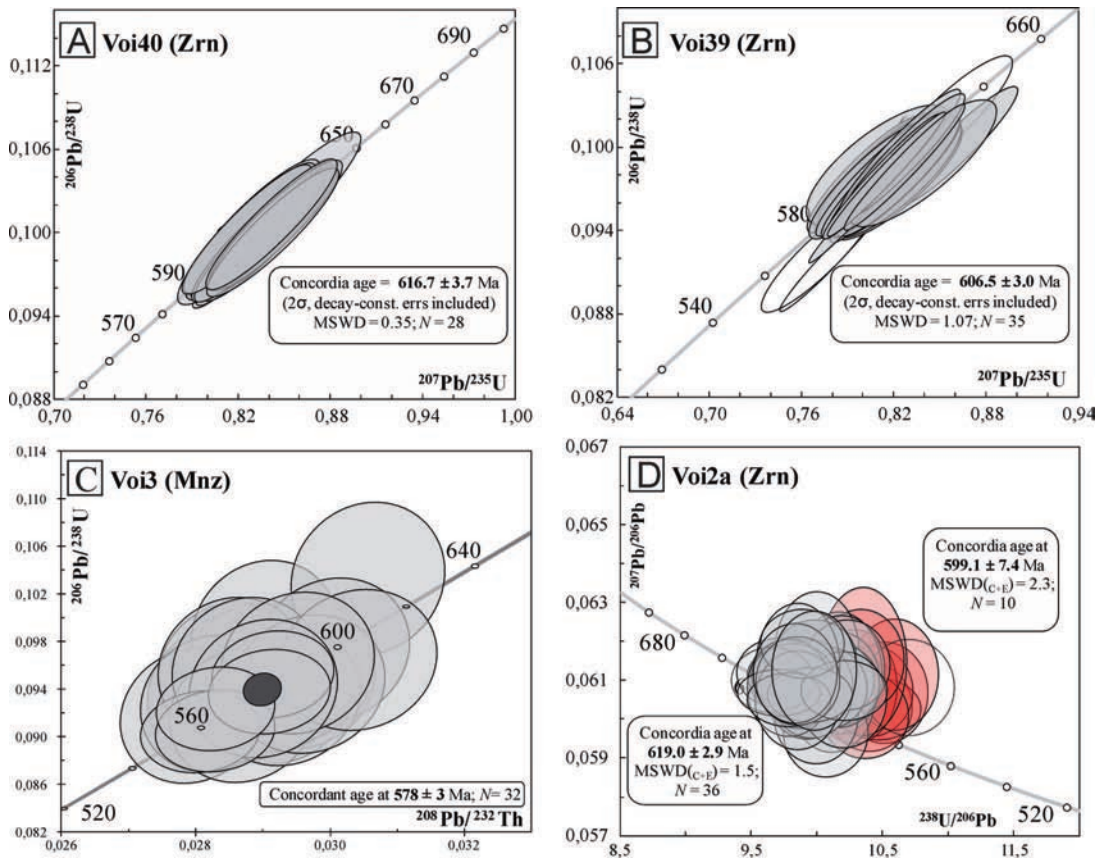 A Voi40 (Zrn)
206Pb/238U
0,112
0,106
0,100
0,094
0,088
690
670
650
590
570
Concordia age = 616.7 ± 3.7 Ma
(2σ, decay-const. errs included)
MSWD = 0.35; N = 28
207Pb/235U
0,70 0,76 0,82 0,88 0,94 1,00
B Voi39 (Zrn)
206Pb/238U
0,106
0,100
0,094
0,088
0,082
660
580
540
Concordia age = 606.5 ± 3.0 Ma
(2σ, decay-const. errs included)
MSWD = 1.07; N = 35
207Pb/235U
0,64 0,70 0,76 0,82 0,88 0,94
C Voi3 (Mnz)
206Pb/238U
0,114
0,110
0,106
0,102
0,098
0,094
0,090
0,086
0,082
640
600
560
520
Concordant age at 578 ± 3 Ma; N= 32
208Pb/232Th
0,026 0,028 0,030 0,032
D Voi2a (Zrn)
207Pb/206Pb
0,067
0,065
0,063
0,061
0,059
0,057
680
560
520
Concordia age at
599.1 ± 7.4 Ma
MSWD(C+E) = 2.3;
N = 10
Concordia age at
619.0 ± 2.9 Ma
MSWD(C+E) = 1.5;
N = 36
238U/206Pb
8,5 9,5 10,5 11,5